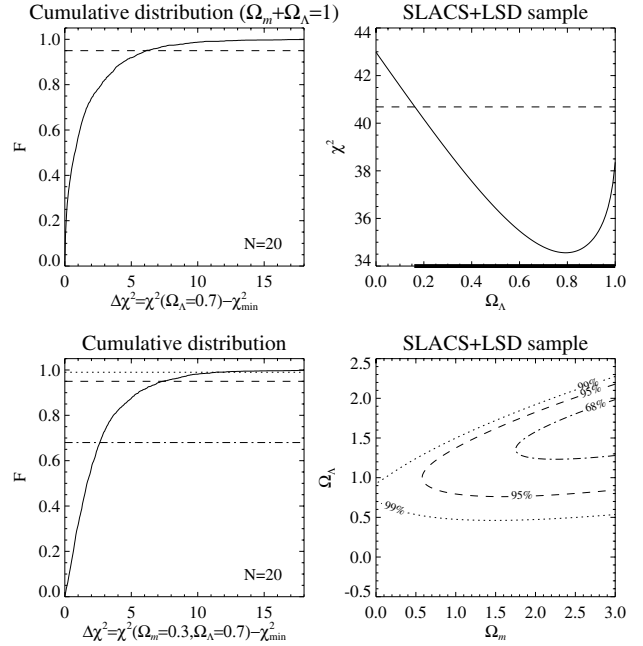 Cumulative distribution (Ωm+ΩΛ=1)
1.0
0.8
0.6
0.4
0.2
0.0
F
N=20
0 5 10 15
Δχ²=χ²(ΩΛ=0.7)−χ²min
SLACS+LSD sample
44
42
40
38
36
34
χ²
0.0 0.2 0.4 0.6 0.8 1.0
ΩΛ
Cumulative distribution
1.0
0.8
0.6
0.4
0.2
0.0
F
N=20
0 5 10 15
Δχ²=χ²(Ωm=0.3,ΩΛ=0.7)−χ²min
SLACS+LSD sample
2.5
2.0
1.5
1.0
0.5
0.0
-0.5
ΩΛ
99%
95%
68%
95%
99%
0.0 0.5 1.0 1.5 2.0 2.5 3.0
Ωm